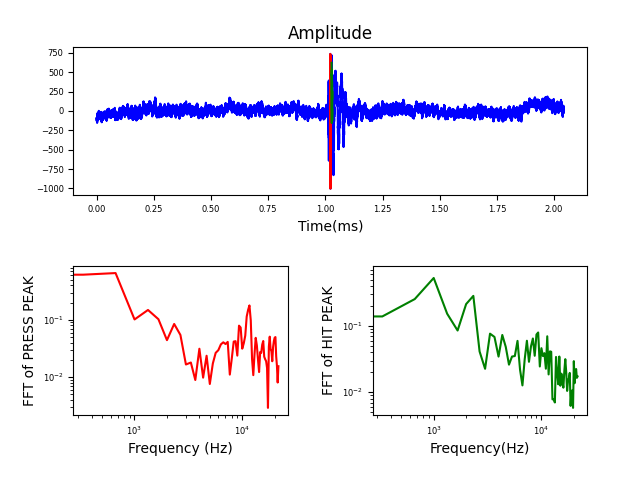 Amplitude
750
500
250
0
−250
−500
−750
−1000
0.00 0.25 0.50 0.75 1.00 1.25 1.50 1.75 2.00
Time(ms)
FFT of PRESS PEAK
10⁻¹
10⁻²
10³ 10⁴
Frequency (Hz)
FFT of HIT PEAK
10⁻¹
10⁻²
10³ 10⁴
Frequency(Hz)